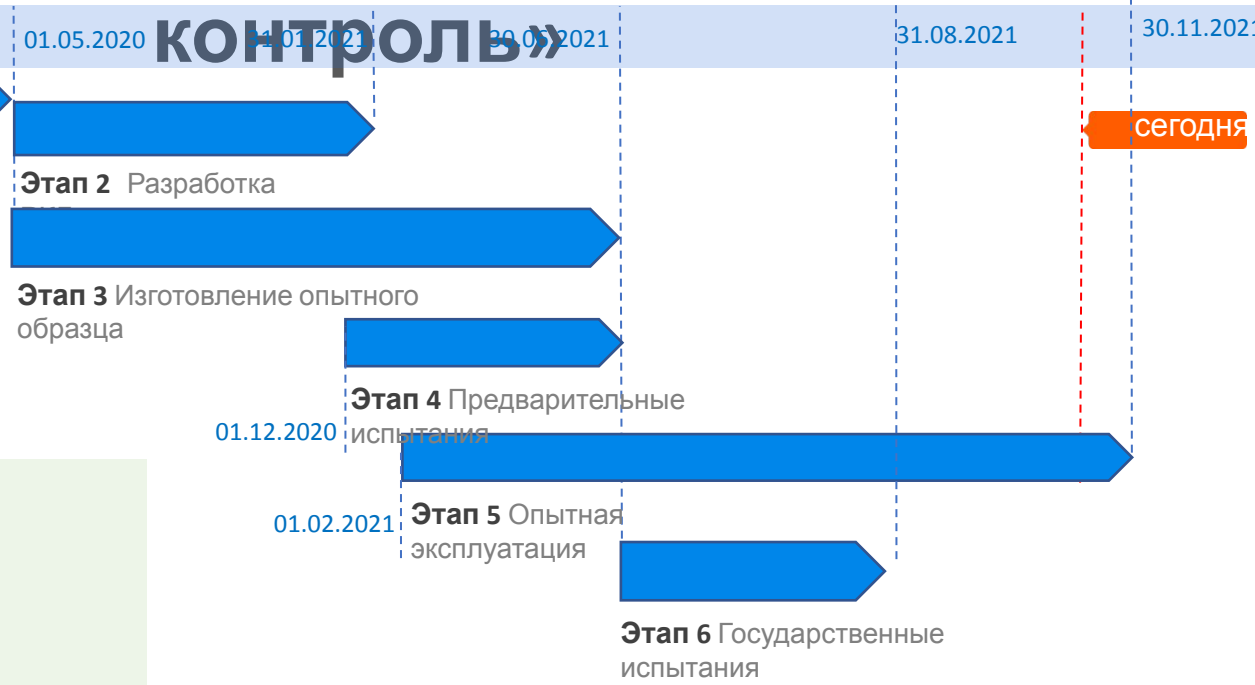 контроль»
01.05.2020
31.01.2021
30.06.2021
31.08.2021
30.11.2021
сегодня
Этап 2 Разработка
Этап 3 Изготовление опытного
образца
Этап 4 Предварительные
испытания
01.12.2020
Этап 5 Опытная
эксплуатация
01.02.2021
Этап 6 Государственные
испытания